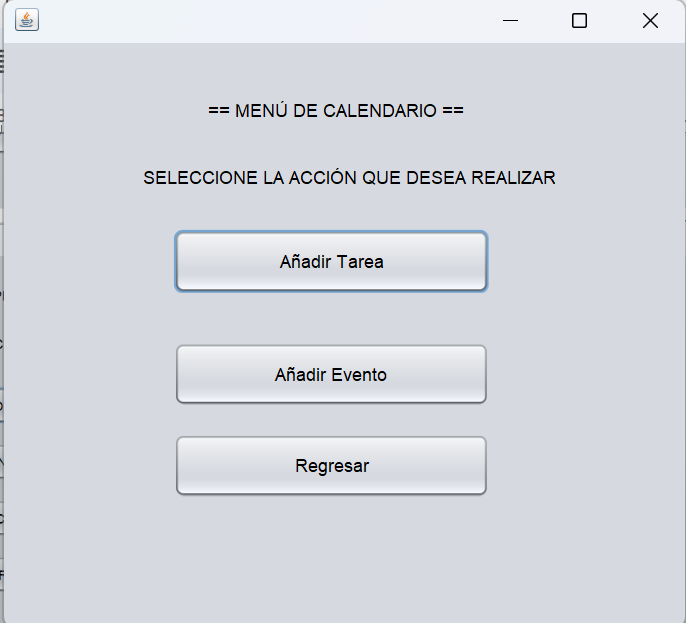 == MENÚ DE CALENDARIO ==
SELECCIONE LA ACCIÓN QUE DESEA REALIZAR
Añadir Tarea
Añadir Evento
Regresar